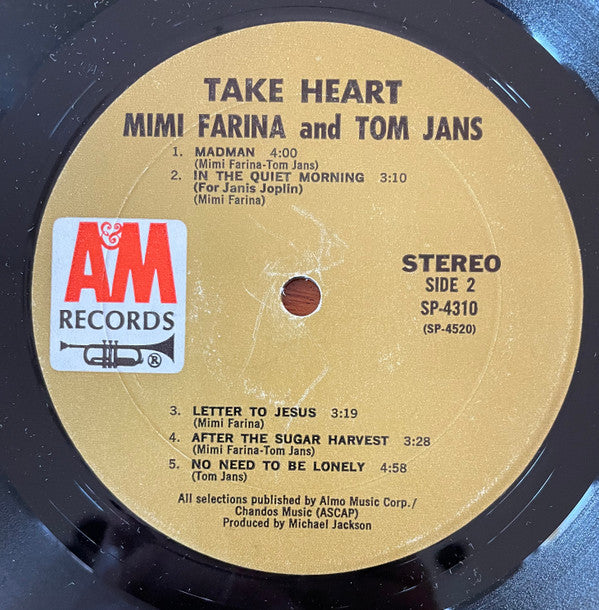 TAKE HEART
MIMI FARINA and TOM JANS
1. MADMAN 4:00
(Mimi Farina-Tom Jans)
2. IN THE QUIET MORNING 3:10
(For Janis Joplin)
(Mimi Farina)
A&M
RECORDS
®
STEREO
SIDE 2
SP-4310
(SP-4520)
3. LETTER TO JESUS 3:19
(Mimi Farina)
4. AFTER THE SUGAR HARVEST 3:28
(Mimi Farina-Tom Jans)
5. NO NEED TO BE LONELY 4:58
(Tom Jans)
All selections published by Almo Music Corp./
Chandos Music (ASCAP)
Produced by Michael Jackson